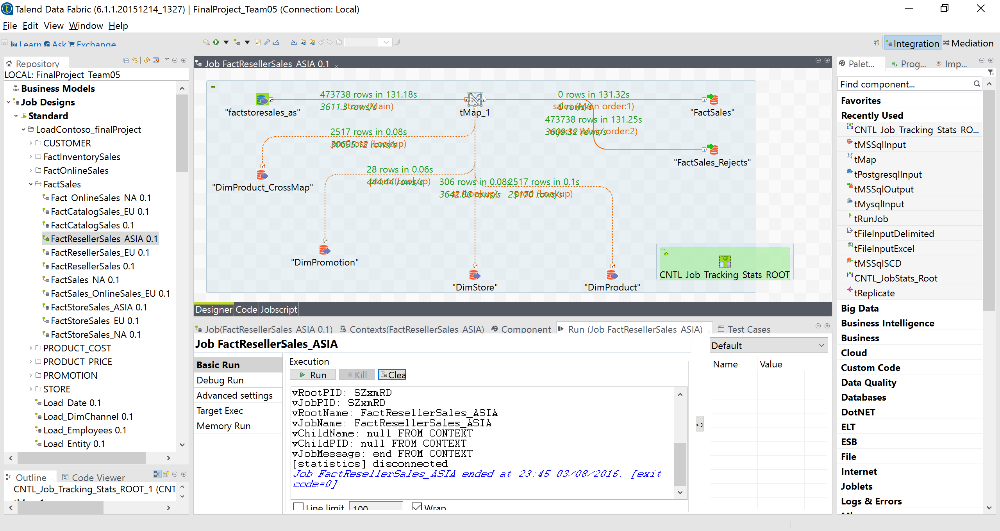 Talend Data Fabric (6.1.1.20151214_1327) | FinalProject_Team05 (Connection: Local)
File Edit View Window Help
Learn Ask Exchange
Integration Mediation
Repository
LOCAL: FinalProject_Team05
Business Models
Job Designs
Standard
LoadContoso_finalProject
CUSTOMER
FactInventorySales
FactOnlineSales
FactSales
Fact_OnlineSales_NA 0.1
FactCatalogSales_EU 0.1
FactCatalogSales 0.1
FactResellerSales_ASIA 0.1
FactResellerSales_EU 0.1
FactResellerSales 0.1
FactSales_NA 0.1
FactSales_OnlineSales_EU 0.1
FactStoreSales_ASIA 0.1
FactStoreSales_EU 0.1
FactStoreSales_NA 0.1
PRODUCT_COST
PRODUCT_PRICE
PROMOTION
STORE
Load_Date 0.1
Load_DimChannel 0.1
Load_Employees 0.1
Load_Entity 0.1
Outline Code Viewer
CNTL_Job_Tracking_Stats_ROOT_1 (CNT
Job FactResellerSales_ASIA 0.1
473738 rows in 131.18s
3611.3 rows/s
store (Main)
"factstoresales_as"
tMap_1
0 rows in 131.32s
0 rows/s
sales (Main order:1)
"FactSales"
473738 rows in 131.25s
3609.32 rows/s
rejects (Main order:2)
"FactSales_Rejects"
2517 rows in 0.08s
30695.12 rows/s
(Lookup)
"DimProduct_CrossMap"
28 rows in 0.06s
444.44 rows/s
prom (Lookup)
"DimPromotion"
306 rows in 0.08s
3642.86 rows/s
st (Lookup)
2517 rows in 0.1s
25170 rows/s
prod (Lookup)
"DimStore"
"DimProduct"
CNTL_Job_Tracking_Stats_ROOT
Designer Code Jobscript
Job(FactResellerSales_ASIA 0.1) Contexts(FactResellerSales_ASIA) Component Run (Job FactResellerSales_ASIA) Test Cases
Job FactResellerSales_ASIA
Basic Run
Debug Run
Advanced settings
Target Exec
Memory Run
Execution
Run Kill Clea
vRootPID: SZxmRD
vJobPID: SZxmRD
vRootName: FactResellerSales_ASIA
vJobName: FactResellerSales_ASIA
vChildName: null FROM CONTEXT
vChildPID: null FROM CONTEXT
vJobMessage: end FROM CONTEXT
[statistics] disconnected
Job FactResellerSales_ASIA ended at 23:45 03/08/2016. [exit
code=0]
Line limit 100 Wrap
>>
Default
Name Value
Palet... Prog... Imp...
Find component...
Favorites
Recently Used
CNTL_Job_Tracking_Stats_RO...
tMSSqlInput
tMap
tPostgresqlInput
tMSSqlOutput
tMysqlInput
tRunJob
tFileInputDelimited
tFileInputExcel
tMSSqlSCD
CNTL_JobStats_Root
tReplicate
Big Data
Business Intelligence
Business
Cloud
Custom Code
Data Quality
Databases
DotNET
ELT
ESB
File
Internet
Joblets
Logs & Errors